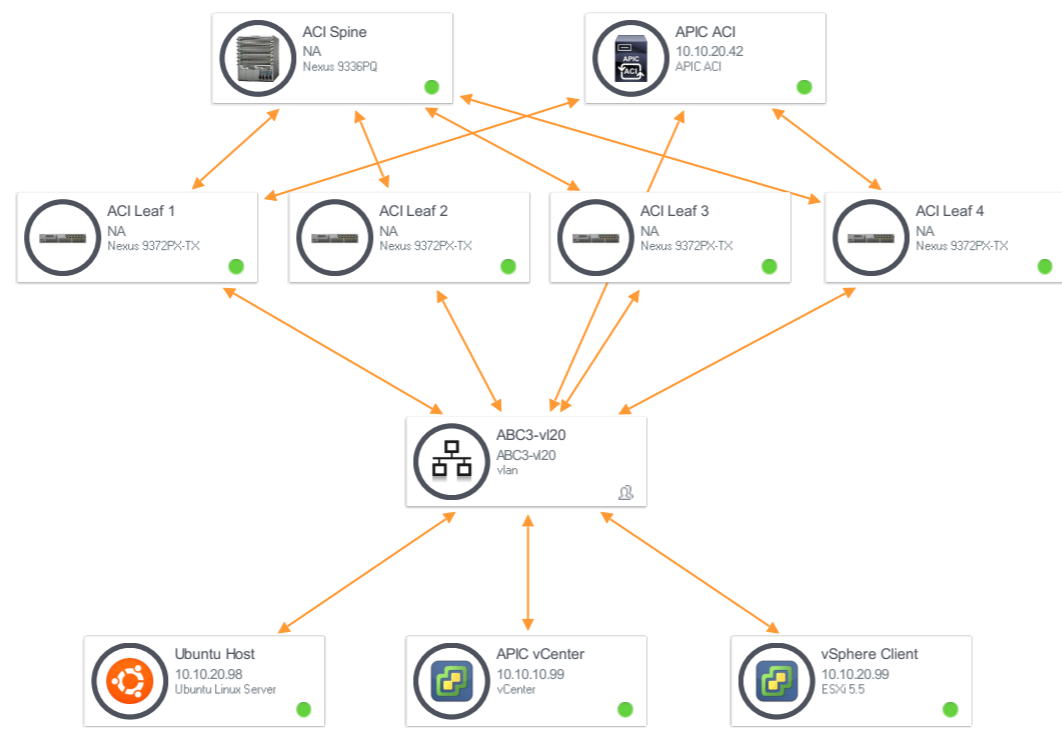 ACI Spine
NA
Nexus 9336PQ
APIC ACI
10.10.20.42
APIC ACI
APIC
ACI
ACI Leaf 1
NA
Nexus 9372PX-TX
ACI Leaf 2
NA
Nexus 9372PX-TX
ACI Leaf 3
NA
Nexus 9372PX-TX
ACI Leaf 4
NA
Nexus 9372PX-TX
ABC3-vl20
ABC3-vl20
vlan
Ubuntu Host
10.10.20.98
Ubuntu Linux Server
APIC vCenter
10.10.10.99
vCenter
vSphere Client
10.10.20.99
ESXi 5.5